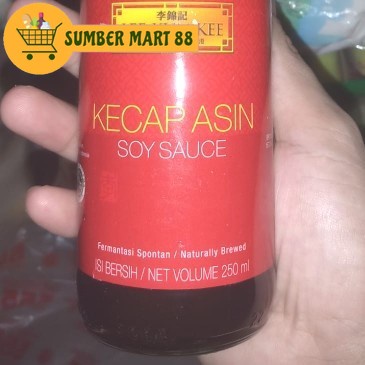 SUMBER MART 88
李錦記
KEE
KECAP ASIN
SOY SAUCE
Fermantasi Spontan / Naturally Brewed
ISI BERSIH / NET VOLUME 250 ml